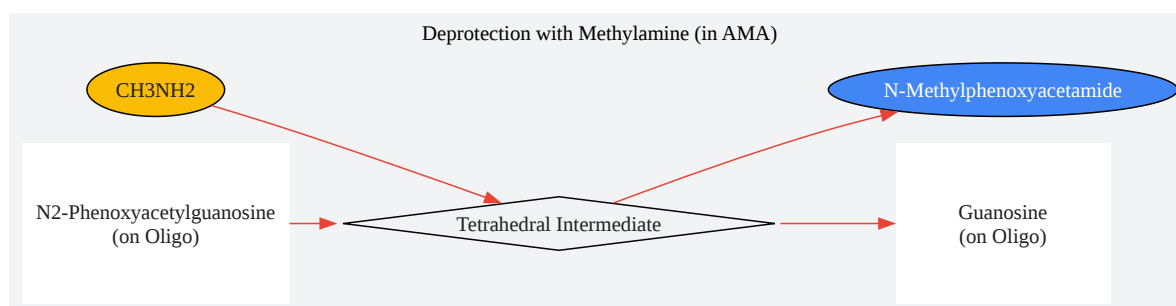 Deprotection with Methylamine (in AMA)
CH3NH2
N-Methylphenoxyacetamide
N2-Phenoxyacetylguanosine
(on Oligo)
Tetrahedral Intermediate
Guanosine
(on Oligo)